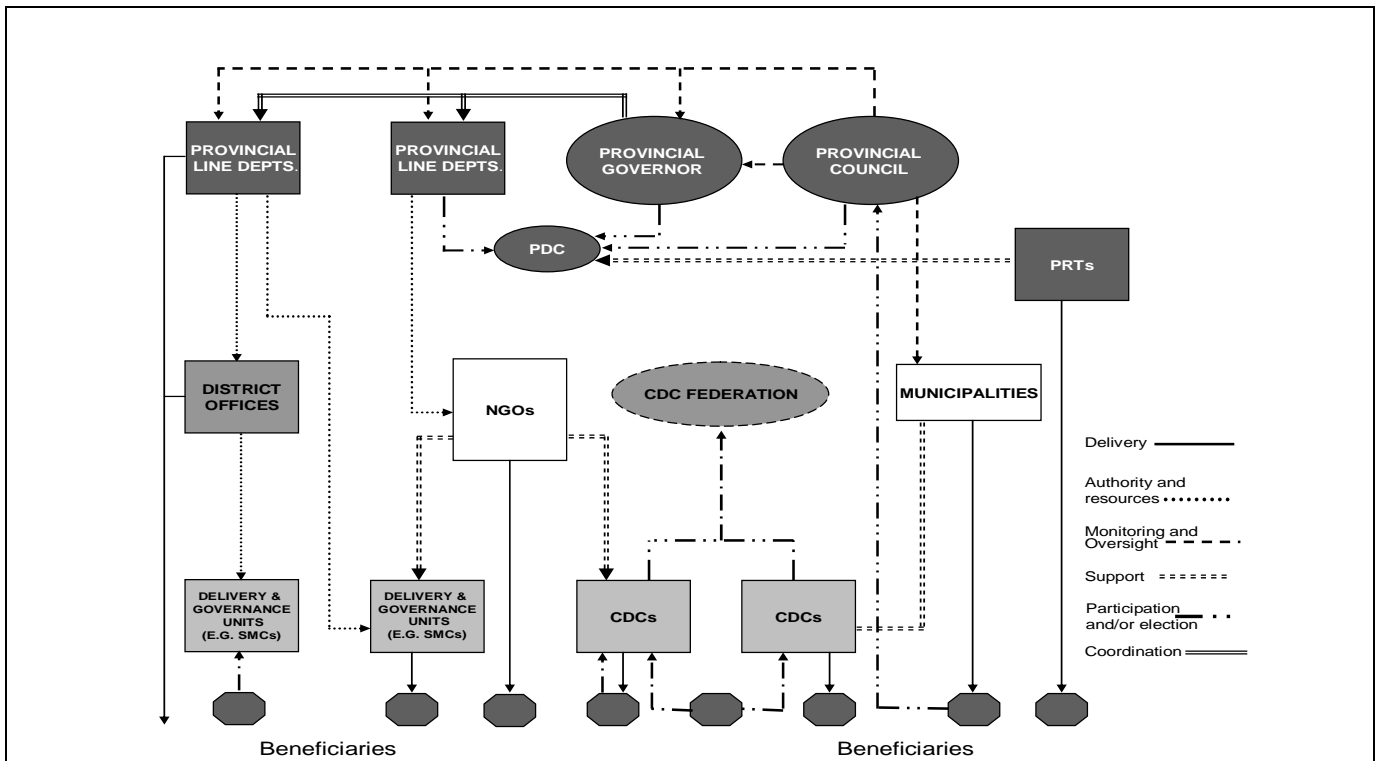 PROVINCIAL
LINE DEPTS.
PROVINCIAL
LINE DEPTS.
PROVINCIAL
GOVERNOR
PROVINCIAL
COUNCIL
PDC
PRTs
DISTRICT
OFFICES
NGOs
CDC FEDERATION
MUNICIPALITIES
Delivery
Authority and
resources
Monitoring and
Oversight
Support
Participation
and/or election
Coordination
DELIVERY &
GOVERNANCE
UNITS
(E.G. SMCs)
DELIVERY &
GOVERNANCE
UNITS
(E.G. SMCs)
CDCs
CDCs
Beneficiaries
Beneficiaries